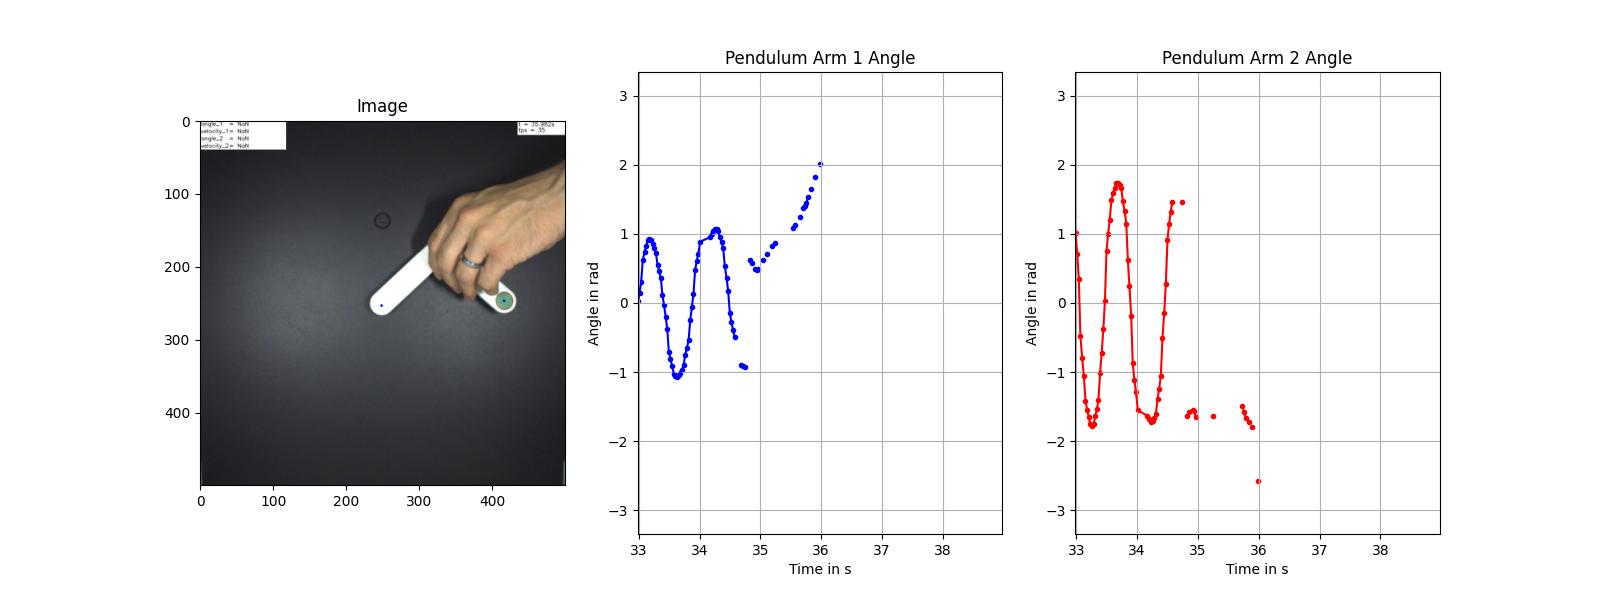 Image
angle_1 = NaN
velocity_1= NaN
angle_2 = NaN
velocity_2= NaN
t = 35.982s
fps = 35
0
100
200
300
400
0 100 200 300 400
Pendulum Arm 1 Angle
Angle in rad
3
2
1
0
−1
−2
−3
33 34 35 36 37 38
Time in s
Pendulum Arm 2 Angle
Angle in rad
3
2
1
0
−1
−2
−3
33 34 35 36 37 38
Time in s